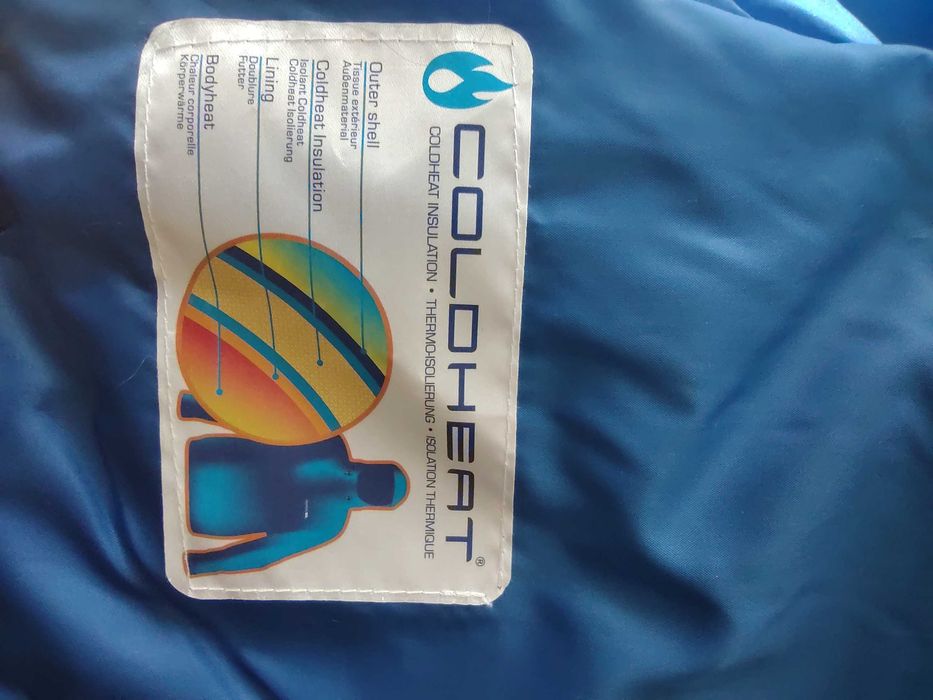 COLDHEAT®
COLDHEAT INSULATION • THERMO-ISOLIERUNG • ISOLATION THERMIQUE
Outer shell
Tissue extérieur
Außenmaterial
Coldheat Insulation
Isolant Coldheat
Coldheat Isolierung
Lining
Doublure
Futter
Bodyheat
Chaleur corporelle
Körperwärme